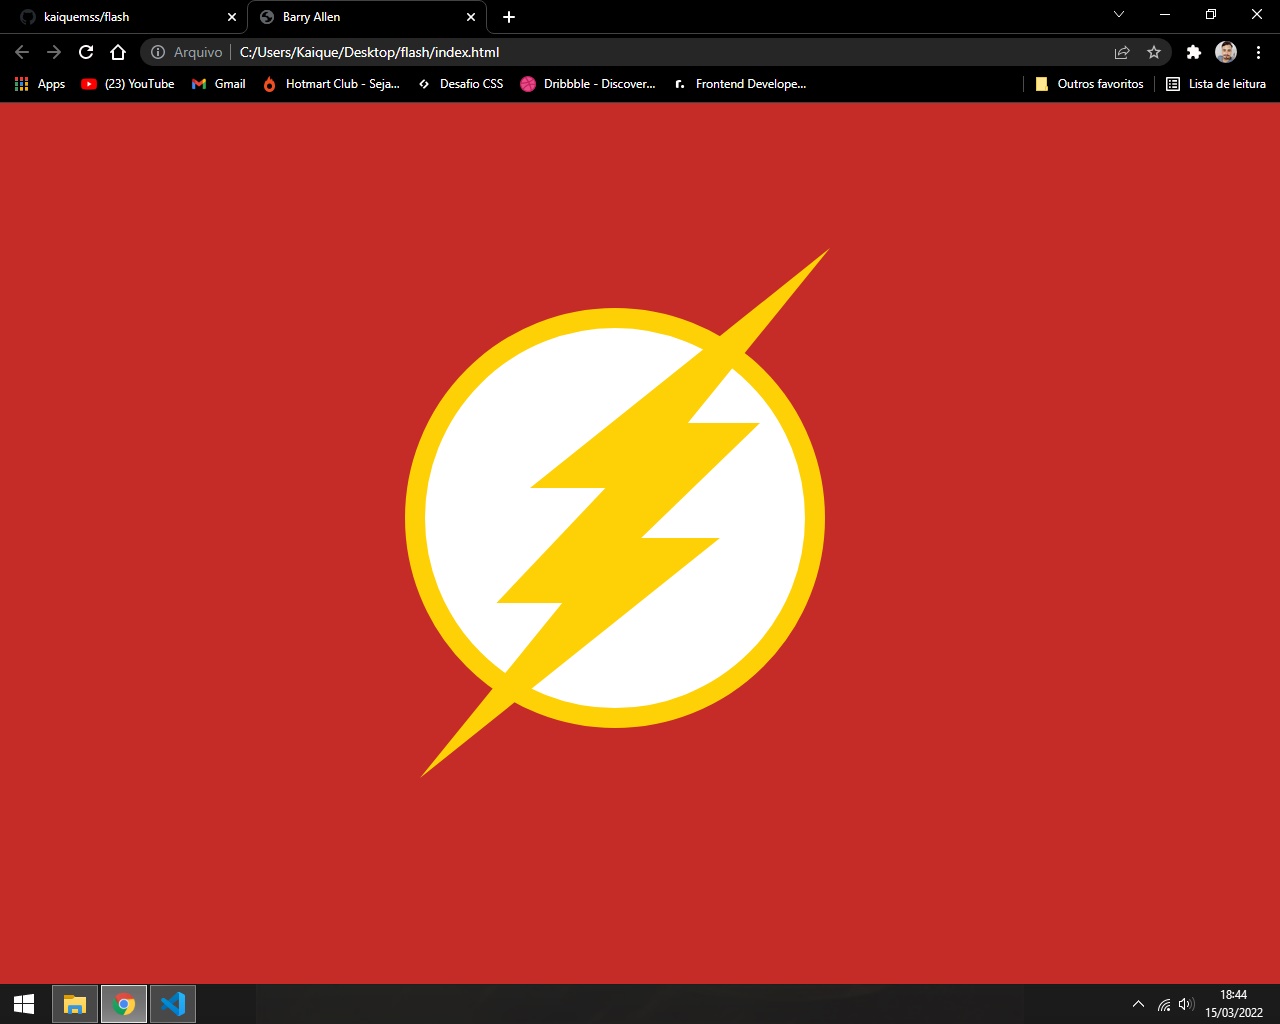 kaiquemss/flash
Barry Allen
Arquivo
C:/Users/Kaique/Desktop/flash/index.html
Apps
(23) YouTube
Gmail
Hotmart Club - Seja...
Desafio CSS
Dribbble - Discover...
r.
Frontend Develope...
Outros favoritos
Lista de leitura
18:44
15/03/2022